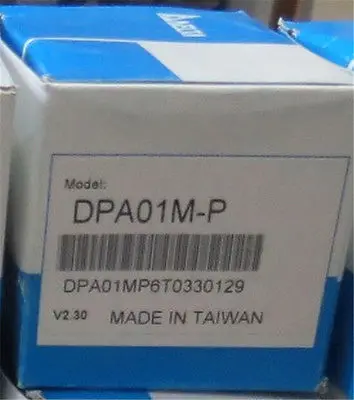 Model:
DPA01M-P
DPA01MP6T0330129
V2.30 MADE IN TAIWAN